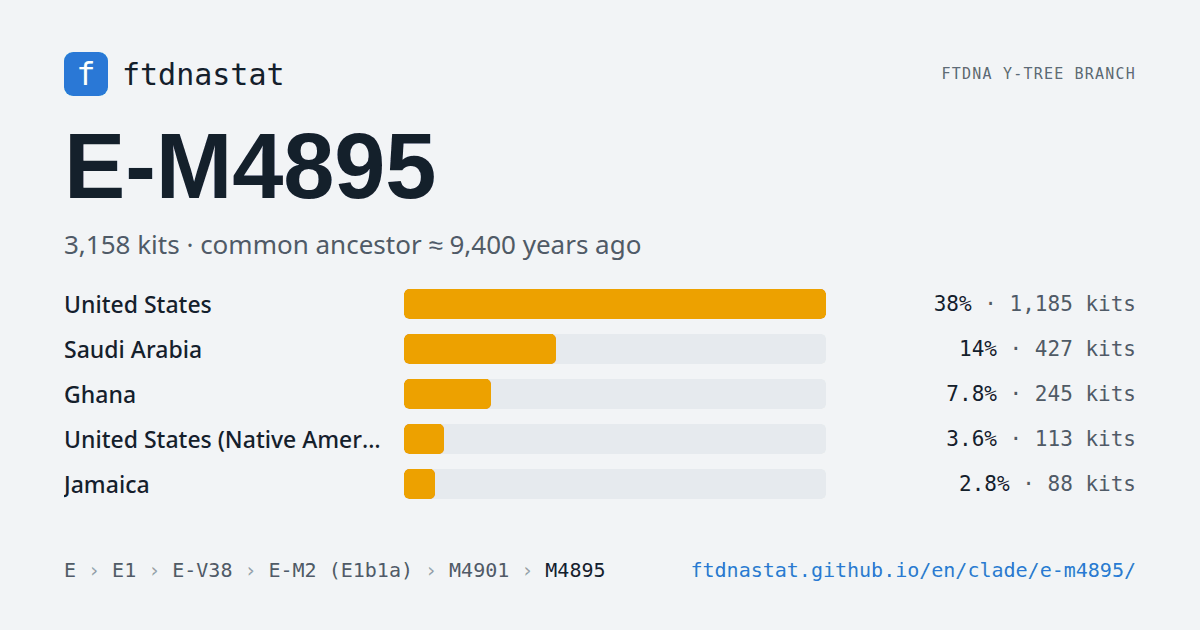 f ftdnastat
FTDNA Y-TREE BRANCH
E-M4895
3,158 kits · common ancestor ≈ 9,400 years ago
United States 38% · 1,185 kits
Saudi Arabia 14% · 427 kits
Ghana 7.8% · 245 kits
United States (Native Amer... 3.6% · 113 kits
Jamaica 2.8% · 88 kits
E › E1 › E-V38 › E-M2 (E1b1a) › M4901 › M4895
ftdnastat.github.io/en/clade/e-m4895/